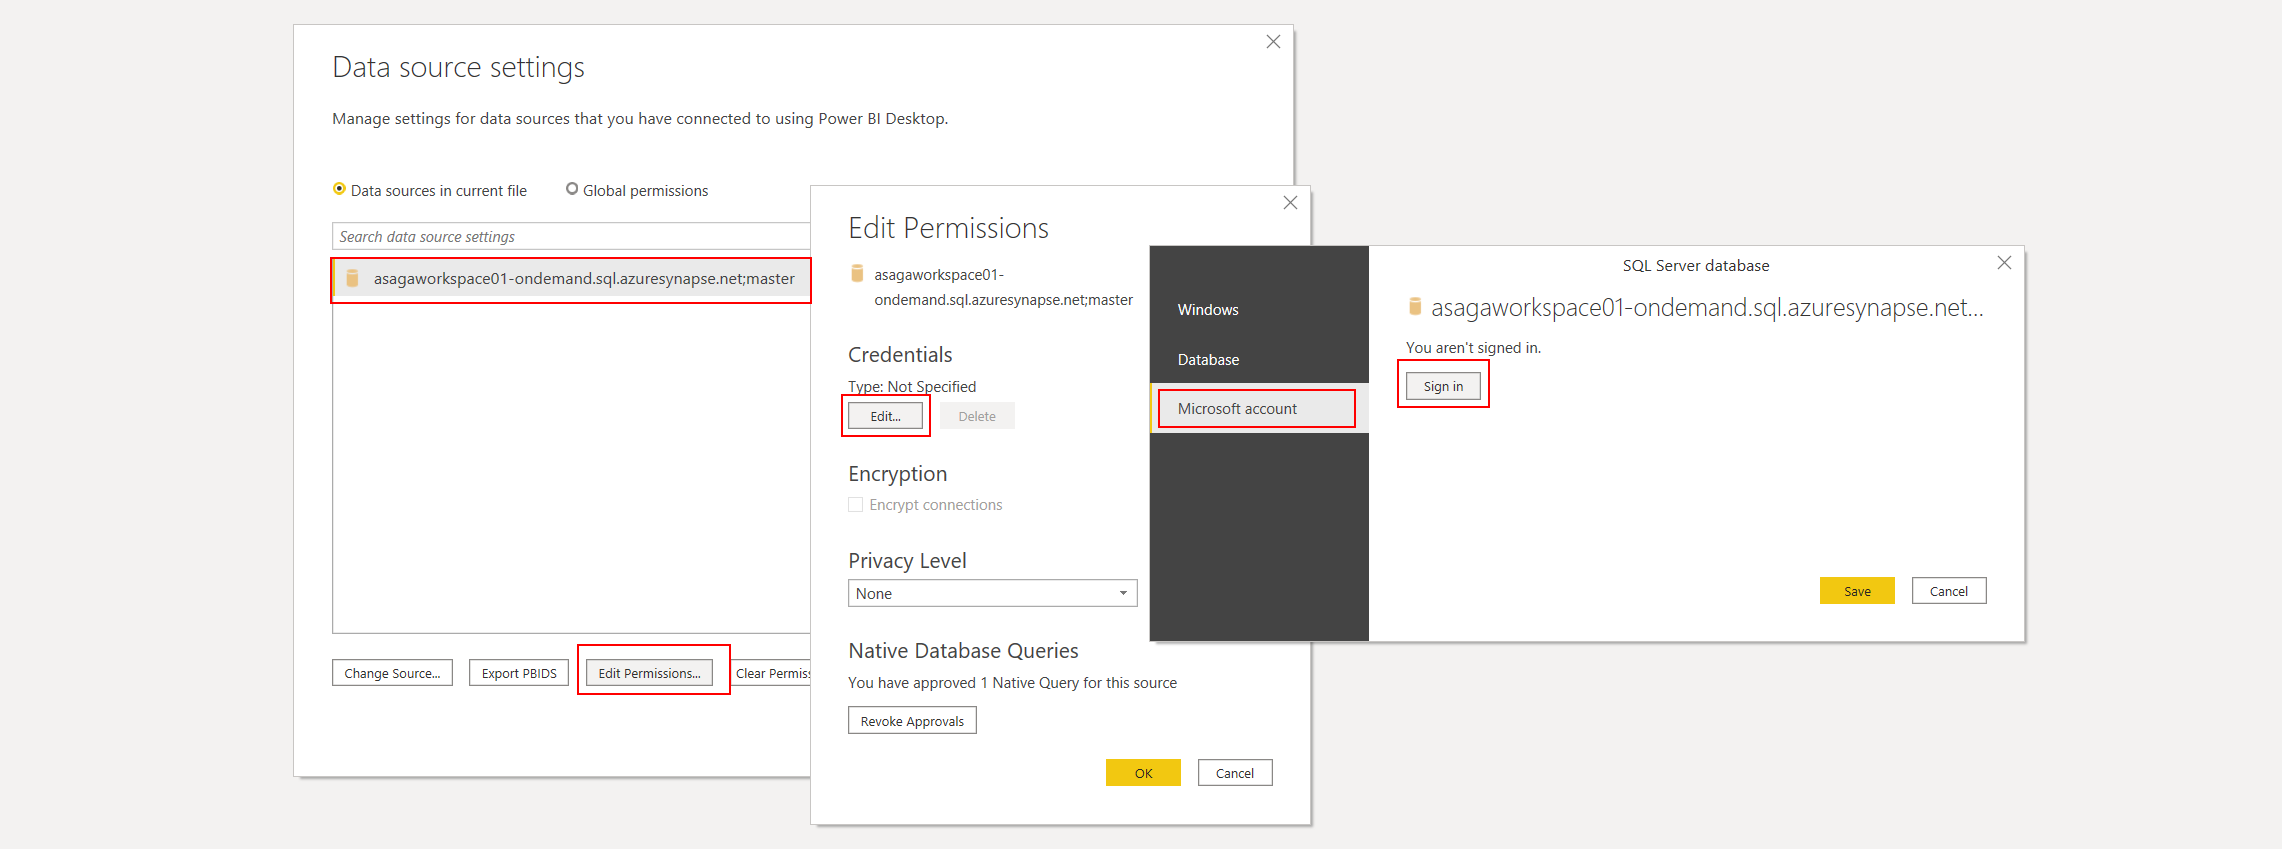 Data source settings
Manage settings for data sources that you have connected to using Power BI Desktop.
Data sources in current file
Global permissions
Search data source settings
asagaworkspace01-ondemand.sql.azuresynapse.net;master
Change Source...
Export PBIDS
Edit Permissions...
Clear Permiss
Edit Permissions
asagaworkspace01-
ondemand.sql.azuresynapse.net;master
Credentials
Type: Not Specified
Edit...
Delete
Encryption
Encrypt connections
Privacy Level
None
Native Database Queries
You have approved 1 Native Query for this source
Revoke Approvals
OK
Cancel
Windows
Database
Microsoft account
SQL Server database
asagaworkspace01-ondemand.sql.azuresynapse.net...
You aren't signed in.
Sign in
Save
Cancel